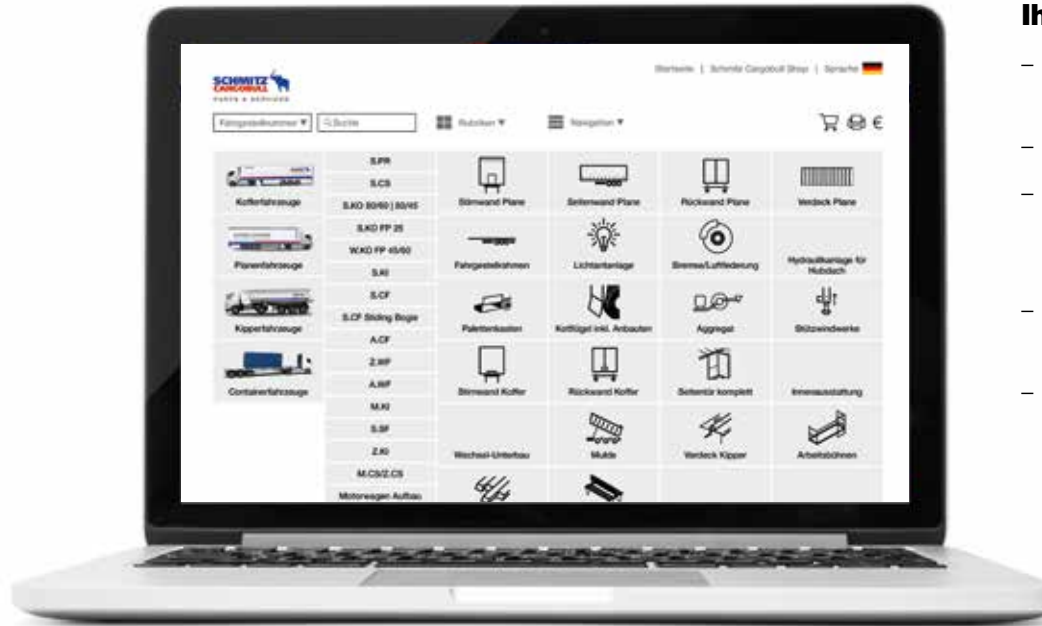 Ih
–
–
–
–
–
Startseite | Schmitz Cargobull Shop | Sprache
SCHMITZ
CARGOBULL
PARTS & SERVICES
Fahrgestellnummer ▼
Suche
Rubriken ▼
Navigation ▼
€
Kofferfahrzeuge
Planenfahrzeuge
Kipperfahrzeuge
Containerfahrzeuge
S.PR
S.CS
S.KO 50/60 | 50/45
S.KO FP 25
W.KO FP 45/60
S.KI
S.CF
S.CF Sliding Bogie
A.CF
Z.WF
A.WF
M.KI
S.SF
Z.KI
M.CS/Z.CS
Motorwagen Aufbau
Stirnwand Plane
Seitenwand Plane
Rückwand Plane
Verdeck Plane
Fahrgestellrahmen
Lichtanlage
Bremse/Luftfederung
Hydraulikanlage für
Hubdach
Palettenkasten
Kotflügel inkl. Anbauten
Aggregat
Stützwindwerke
Stirnwand Koffer
Rückwand Koffer
Seitentür komplett
Innenausstattung
Wechsel-Unterbau
Mulde
Verdeck Kipper
Arbeitsbühnen